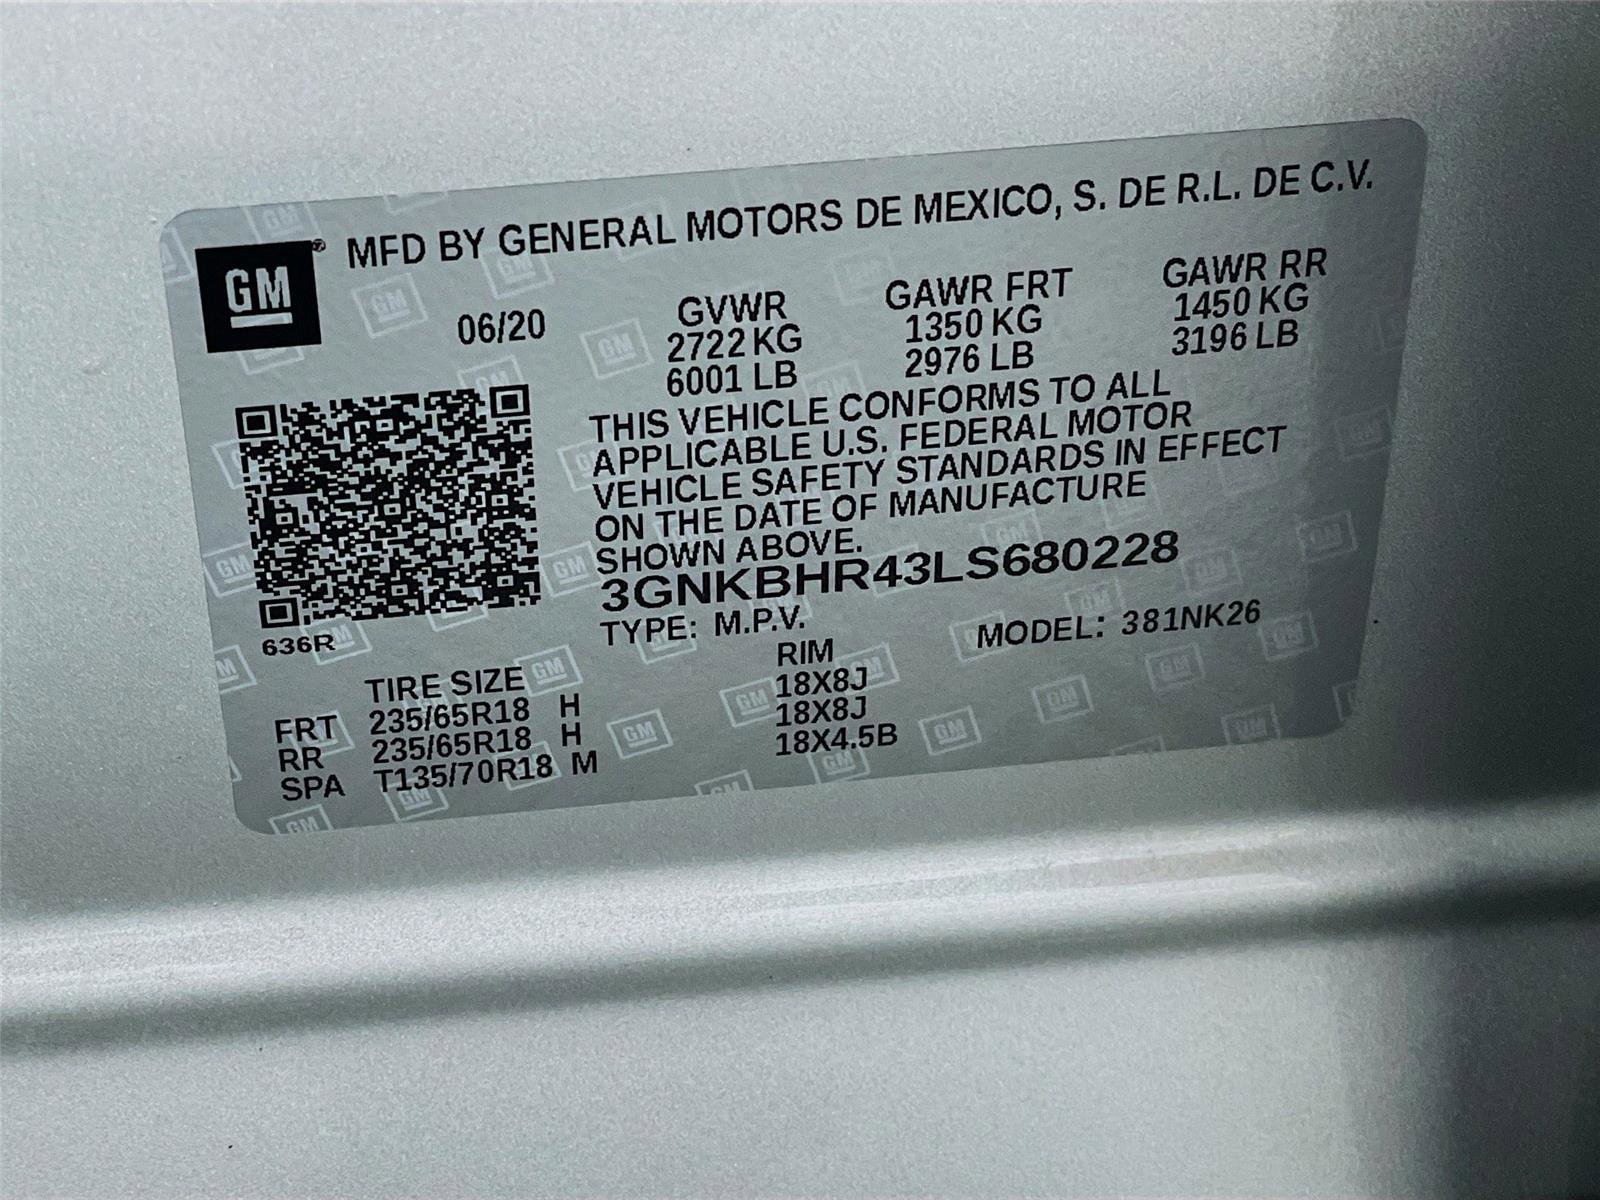 GM® MFD BY GENERAL MOTORS DE MEXICO, S. DE R.L. DE C.V.
06/20 GVWR GAWR FRT GAWR RR
2722 KG 1350 KG 1450 KG
6001 LB 2976 LB 3196 LB
THIS VEHICLE CONFORMS TO ALL
APPLICABLE U.S. FEDERAL MOTOR
VEHICLE SAFETY STANDARDS IN EFFECT
ON THE DATE OF MANUFACTURE
SHOWN ABOVE.
3GNKBHR43LS680228
636R TYPE: M.P.V. MODEL: 381NK26
TIRE SIZE RIM
FRT 235/65R18 H 18X8J
RR 235/65R18 H 18X8J
SPA T135/70R18 M 18X4.5B